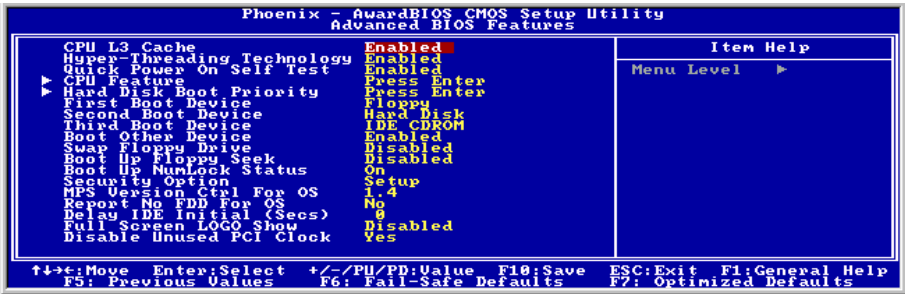 Phoenix - AwardBIOS CMOS Setup Utility
Advanced BIOS Features
CPU L3 Cache Enabled
Hyper-Threading Technology Enabled
Quick Power On Self Test Enabled
► CPU Feature Press Enter
► Hard Disk Boot Priority Press Enter
First Boot Device Floppy
Second Boot Device Hard Disk
Third Boot Device IDE CDROM
Boot Other Device Enabled
Swap Floppy Drive Disabled
Boot Up Floppy Seek Disabled
Boot Up NumLock Status On
Security Option Setup
MPS Version Ctrl For OS 1.4
Report No FDD For OS No
Delay IDE Initial (Secs) 0
Full Screen LOGO Show Disabled
Disable Unused PCI Clock Yes
Item Help
Menu Level ►
↑↓→←:Move Enter:Select +/-/PU/PD:Value F10:Save ESC:Exit F1:General Help
F5: Previous Values F6: Fail-Safe Defaults F7: Optimized Defaults